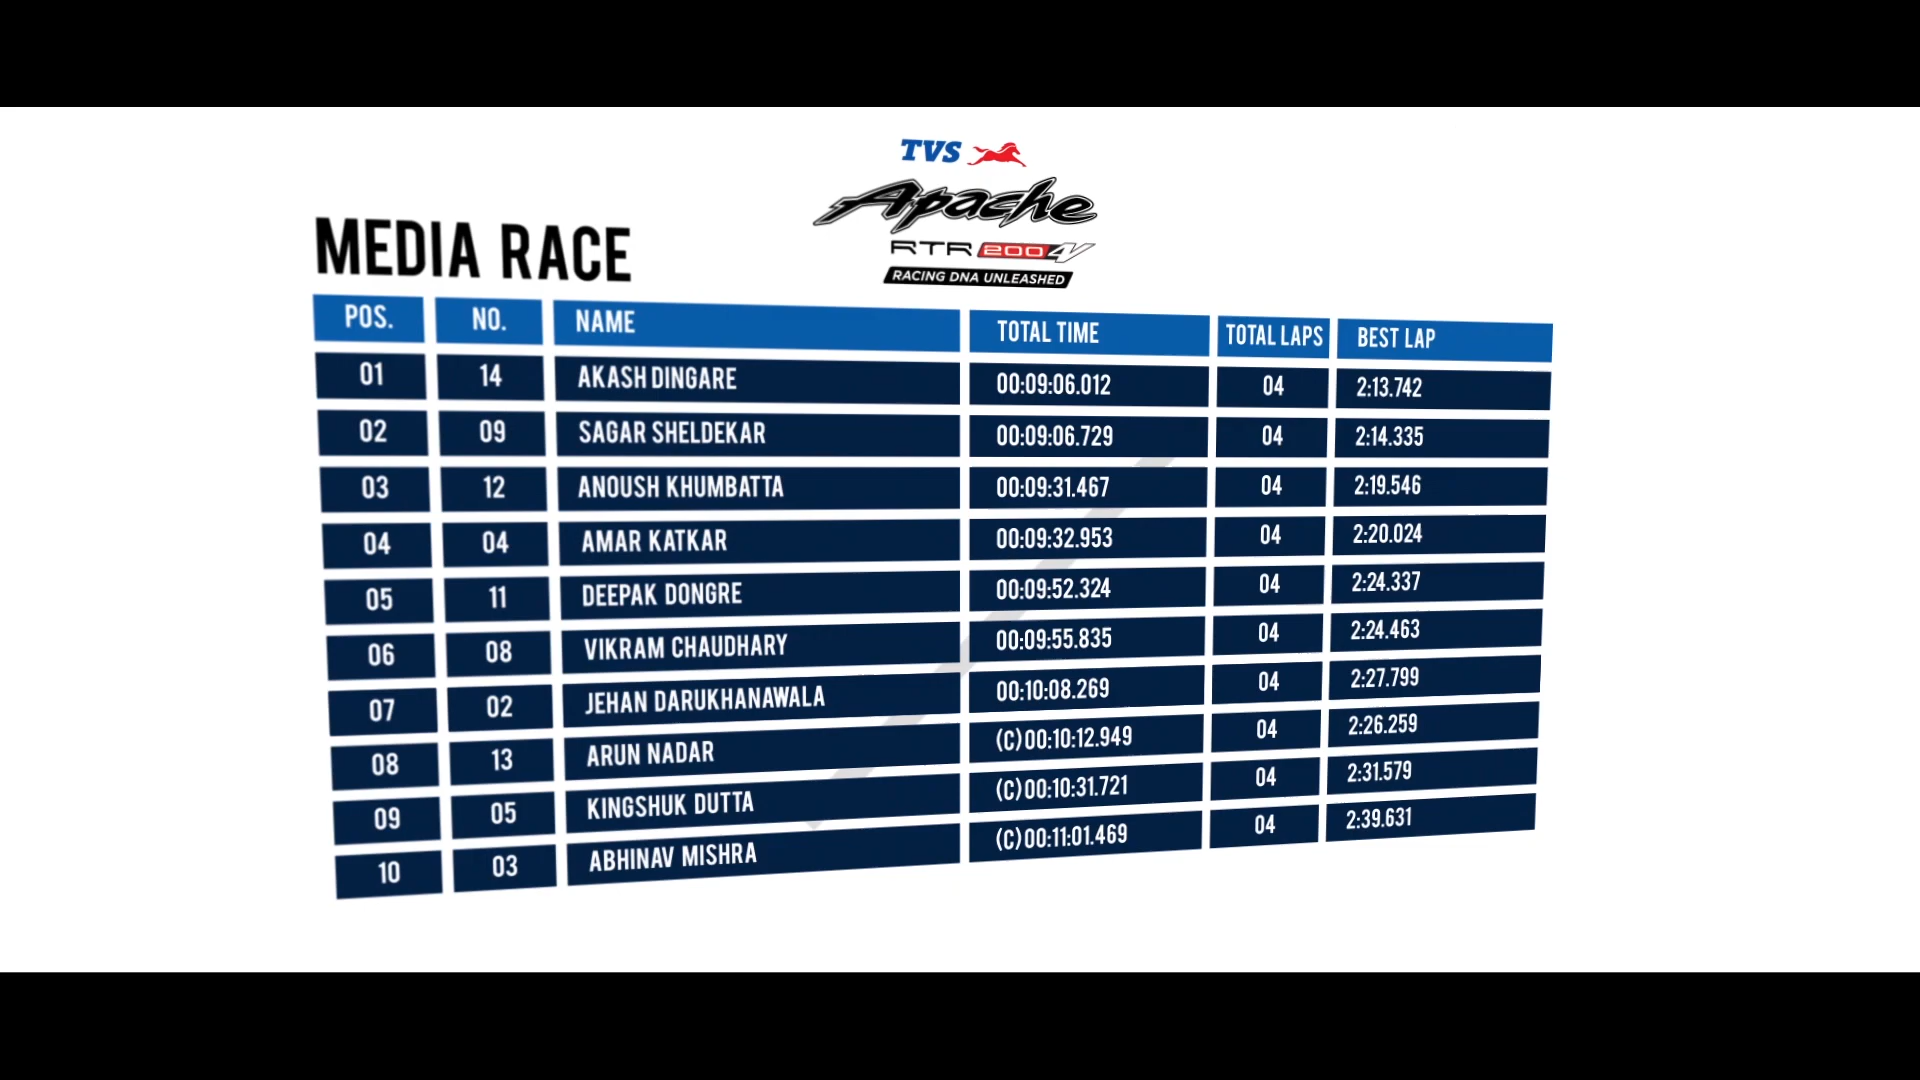 TVS
Apache
RTR 200 4V
RACING DNA UNLEASHED
MEDIA RACE
POS. NO. NAME TOTAL TIME TOTAL LAPS BEST LAP
01 14 AKASH DINGARE 00:09:06.012 04 2:13.742
02 09 SAGAR SHELDEKAR 00:09:06.729 04 2:14.335
03 12 ANOUSH KHUMBATTA 00:09:31.467 04 2:19.546
04 04 AMAR KATKAR 00:09:32.953 04 2:20.024
05 11 DEEPAK DONGRE 00:09:52.324 04 2:24.337
06 08 VIKRAM CHAUDHARY 00:09:55.835 04 2:24.463
07 02 JEHAN DARUKHANAWALA 00:10:08.269 04 2:27.799
08 13 ARUN NADAR (C)00:10:12.949 04 2:26.259
09 05 KINGSHUK DUTTA (C)00:10:31.721 04 2:31.579
10 03 ABHINAV MISHRA (C)00:11:01.469 04 2:39.631